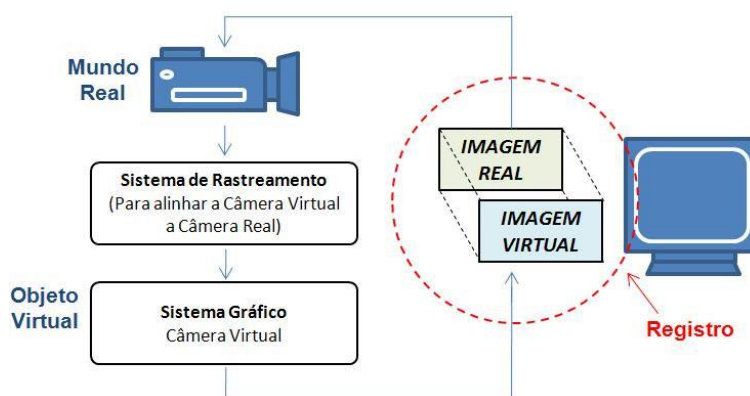 Mundo
Real
Sistema de Rastreamento
(Para alinhar a Câmera Virtual
a Câmera Real)
Objeto
Virtual
Sistema Gráfico
Câmera Virtual
IMAGEM
REAL
IMAGEM
VIRTUAL
Registro